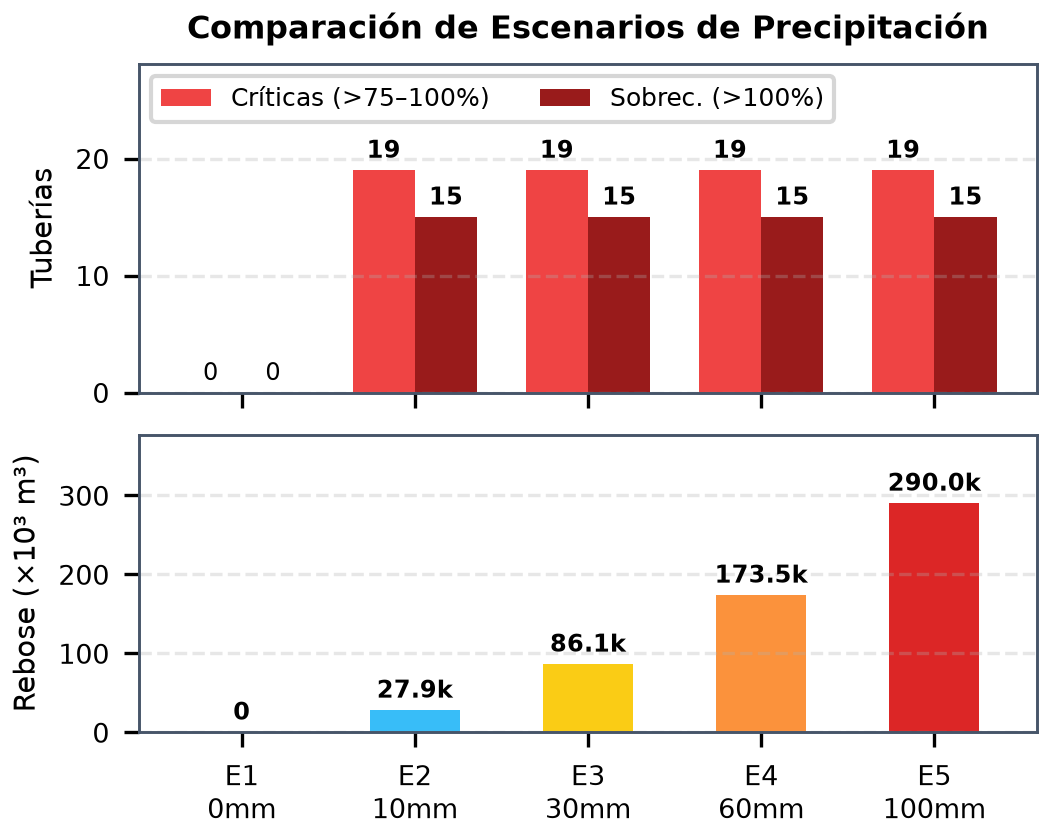 Comparación de Escenarios de Precipitación
Críticas (>75–100%)
Sobrec. (>100%)
Tuberías
20
10
0
0
0
19
15
19
15
19
15
19
15
Rebose (×10³ m³)
300
200
100
0
0
27.9k
86.1k
173.5k
290.0k
E1
0mm
E2
10mm
E3
30mm
E4
60mm
E5
100mm